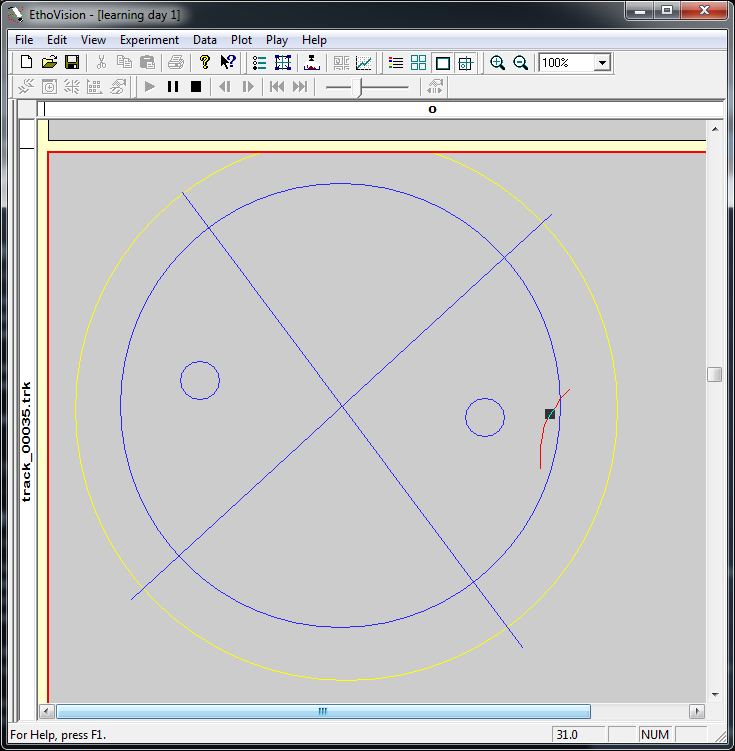 EthoVision - [learning day 1]
File Edit View Experiment Data Plot Play Help
100%
0
track_00035.trk
For Help, press F1.
31.0
NUM